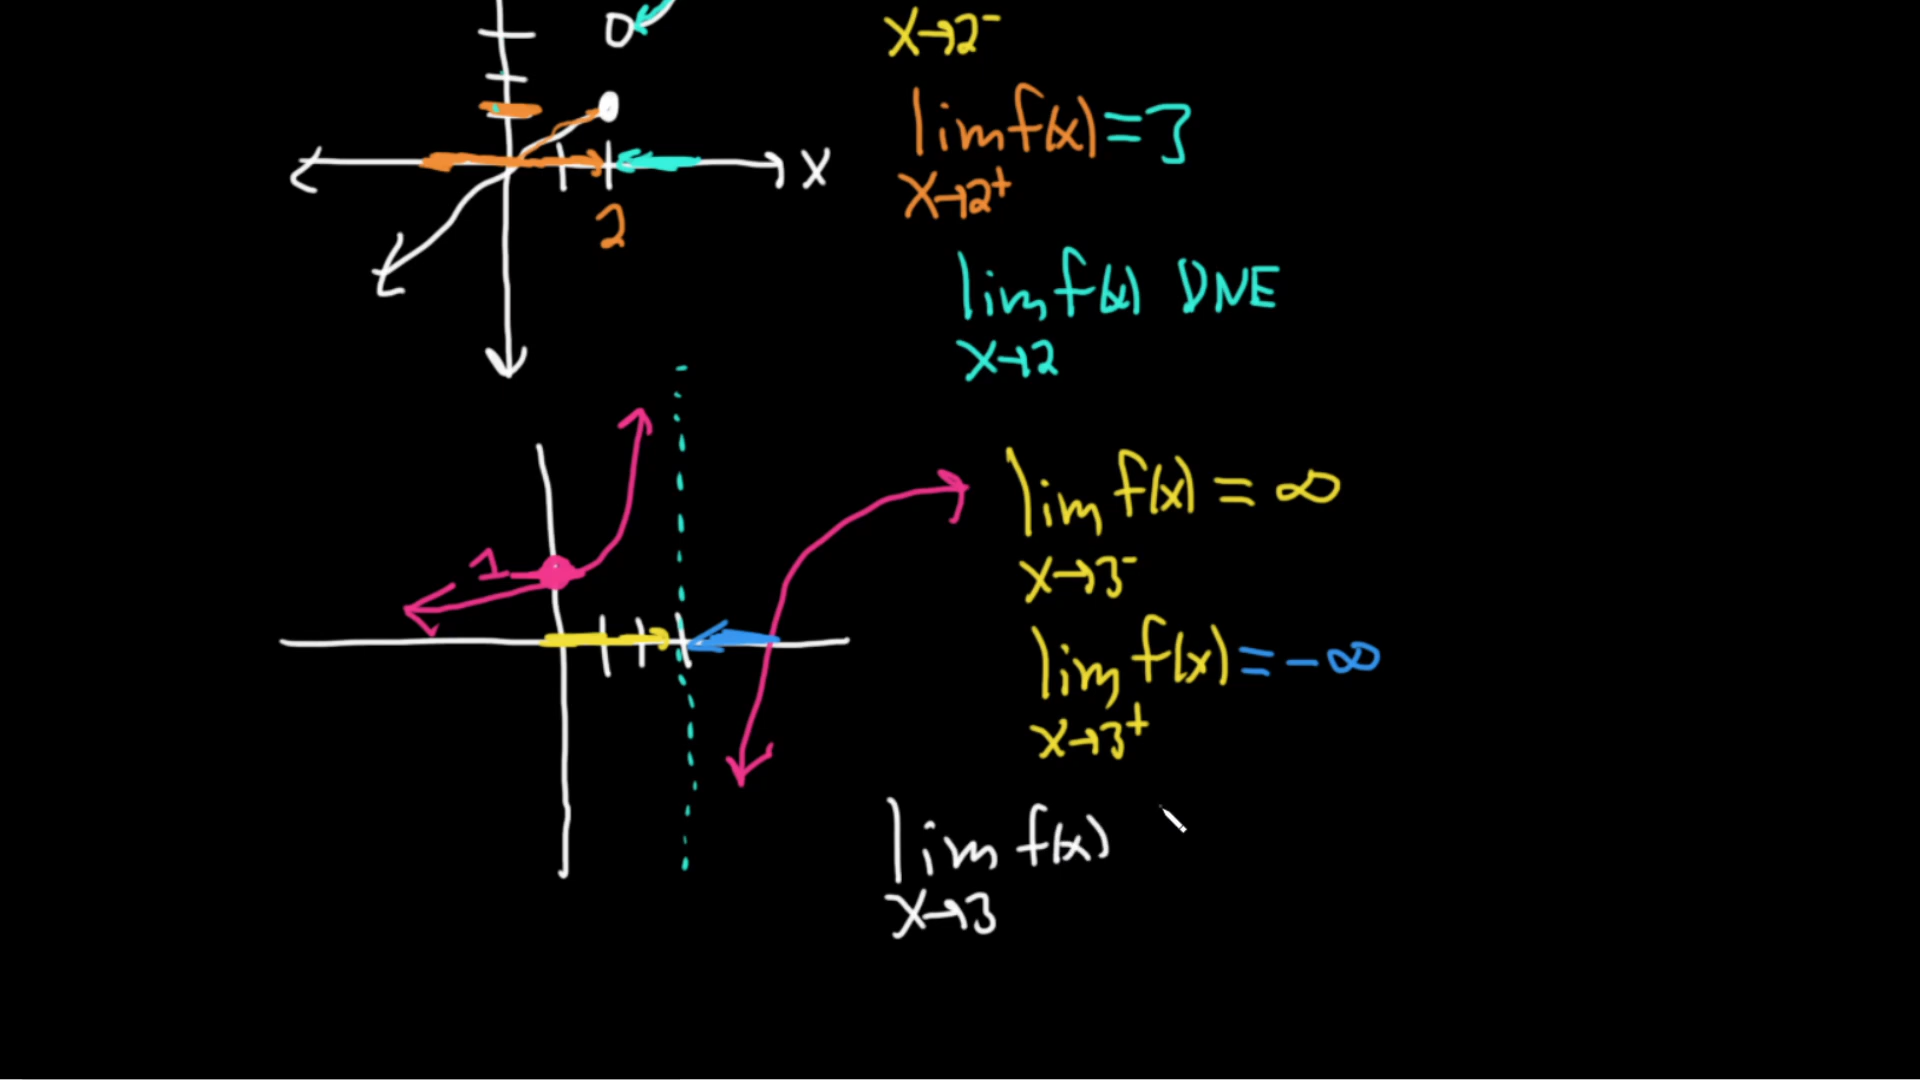 x→2⁻
lim f(x) = 3
x→2⁺
x
2
lim f(x) DNE
x→2
lim f(x) = ∞
x→3⁻
1
lim f(x) = -∞
x→3⁺
lim f(x)
x→3